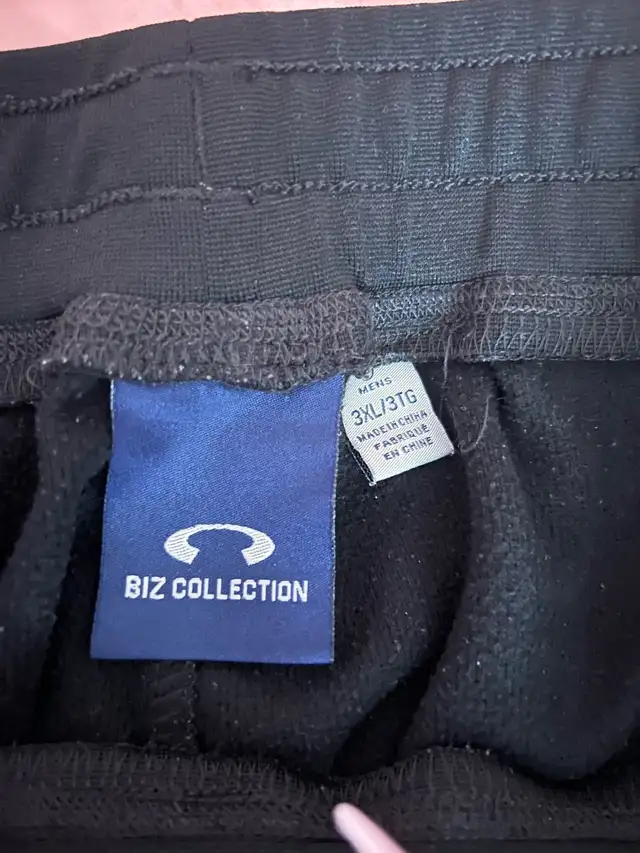 BIZ COLLECTION
MENS
3XL/3TG
MADE IN CHINA
FABRIQUÉ
EN CHINE